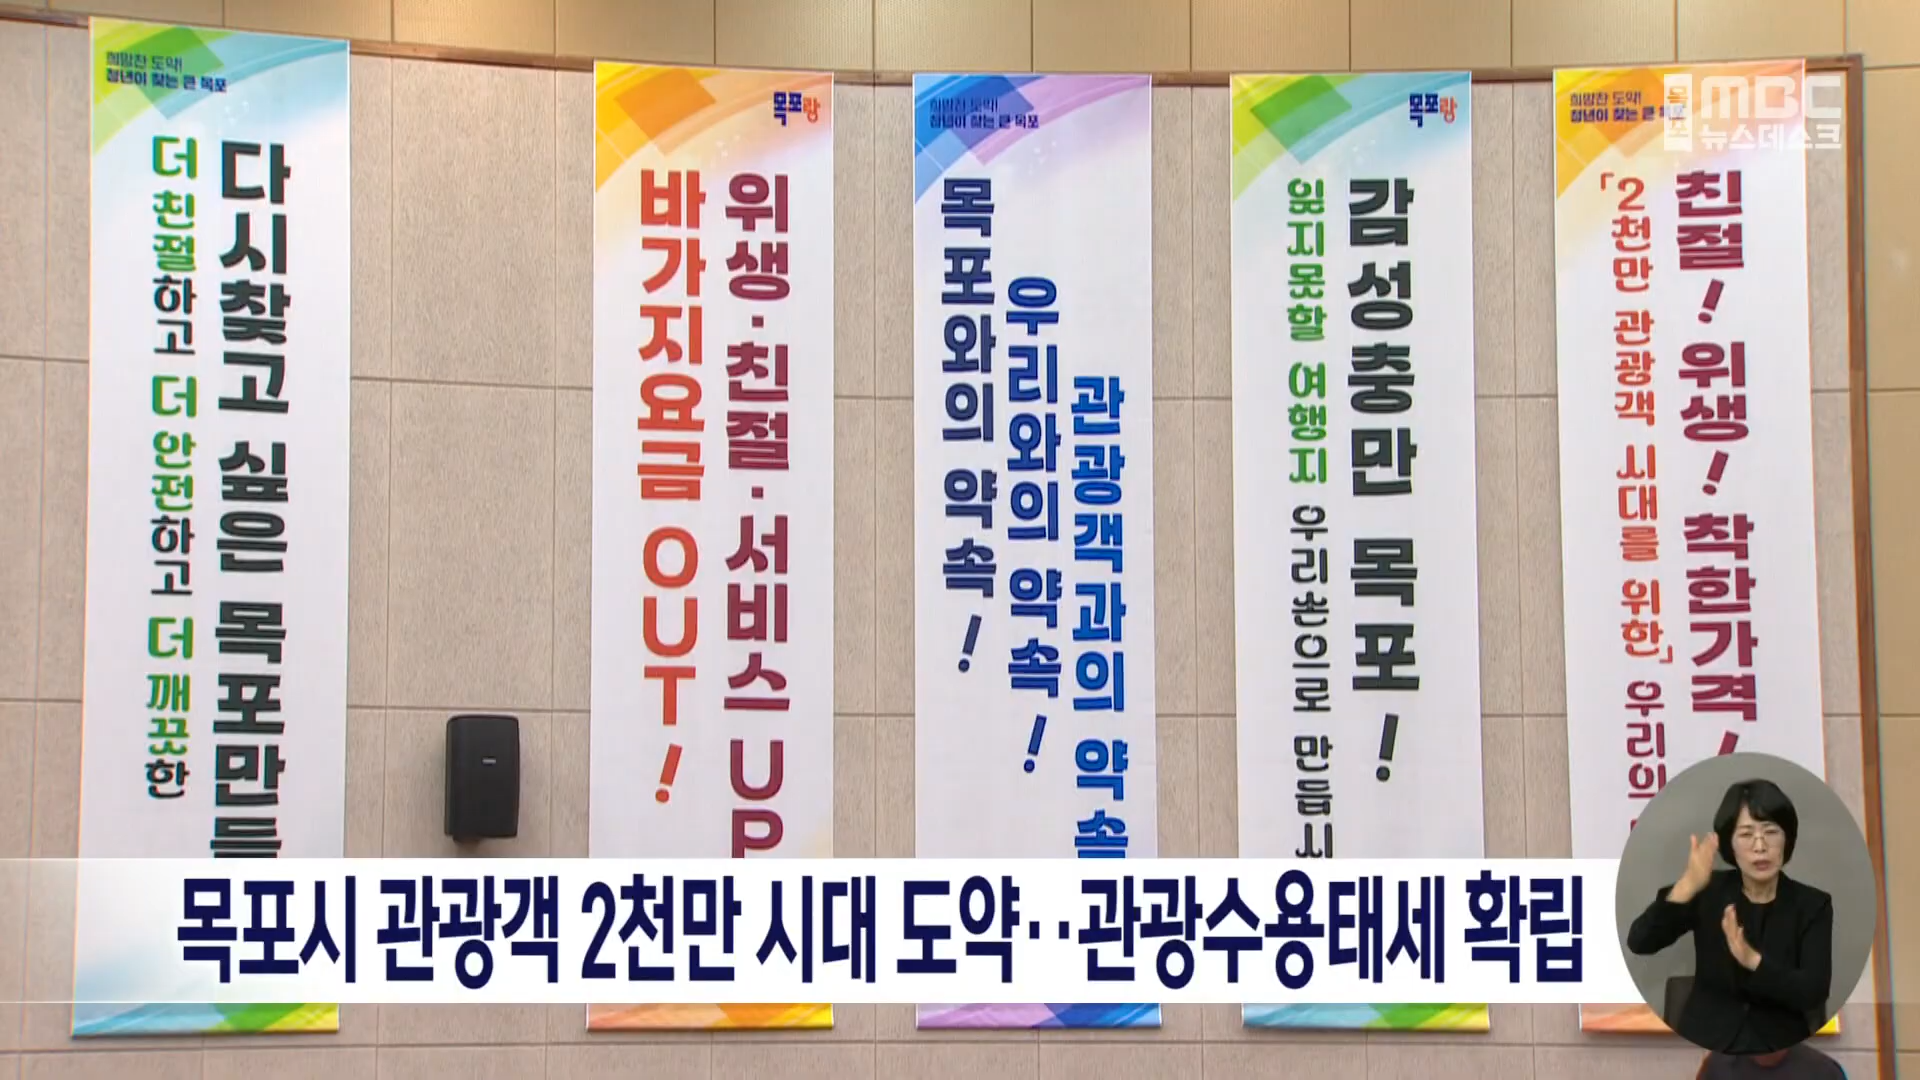 희망찬 도약!
청년이 찾는 큰 목포
다시찾고 싶은 목포만들
더 친절하고 더 안전하고 더 깨끗한
목포랑
위생·친절·서비스 UP
바가지요금 OUT!
희망찬 도약!
청년이 찾는 큰 목포
목포와의 약속!
우리와의 약속!
관광객과의 약속
목포랑
감성충만 목포!
잊지못할 여행지 우리손으로 만듭시
희망찬 도약!
청년이 찾는 큰 목포
친절! 위생! 착한가격!
「2천만 관광객 시대를 위한」 우리의
목포 MBC
뉴스데스크
목포시 관광객 2천만 시대 도약‥관광수용태세 확립